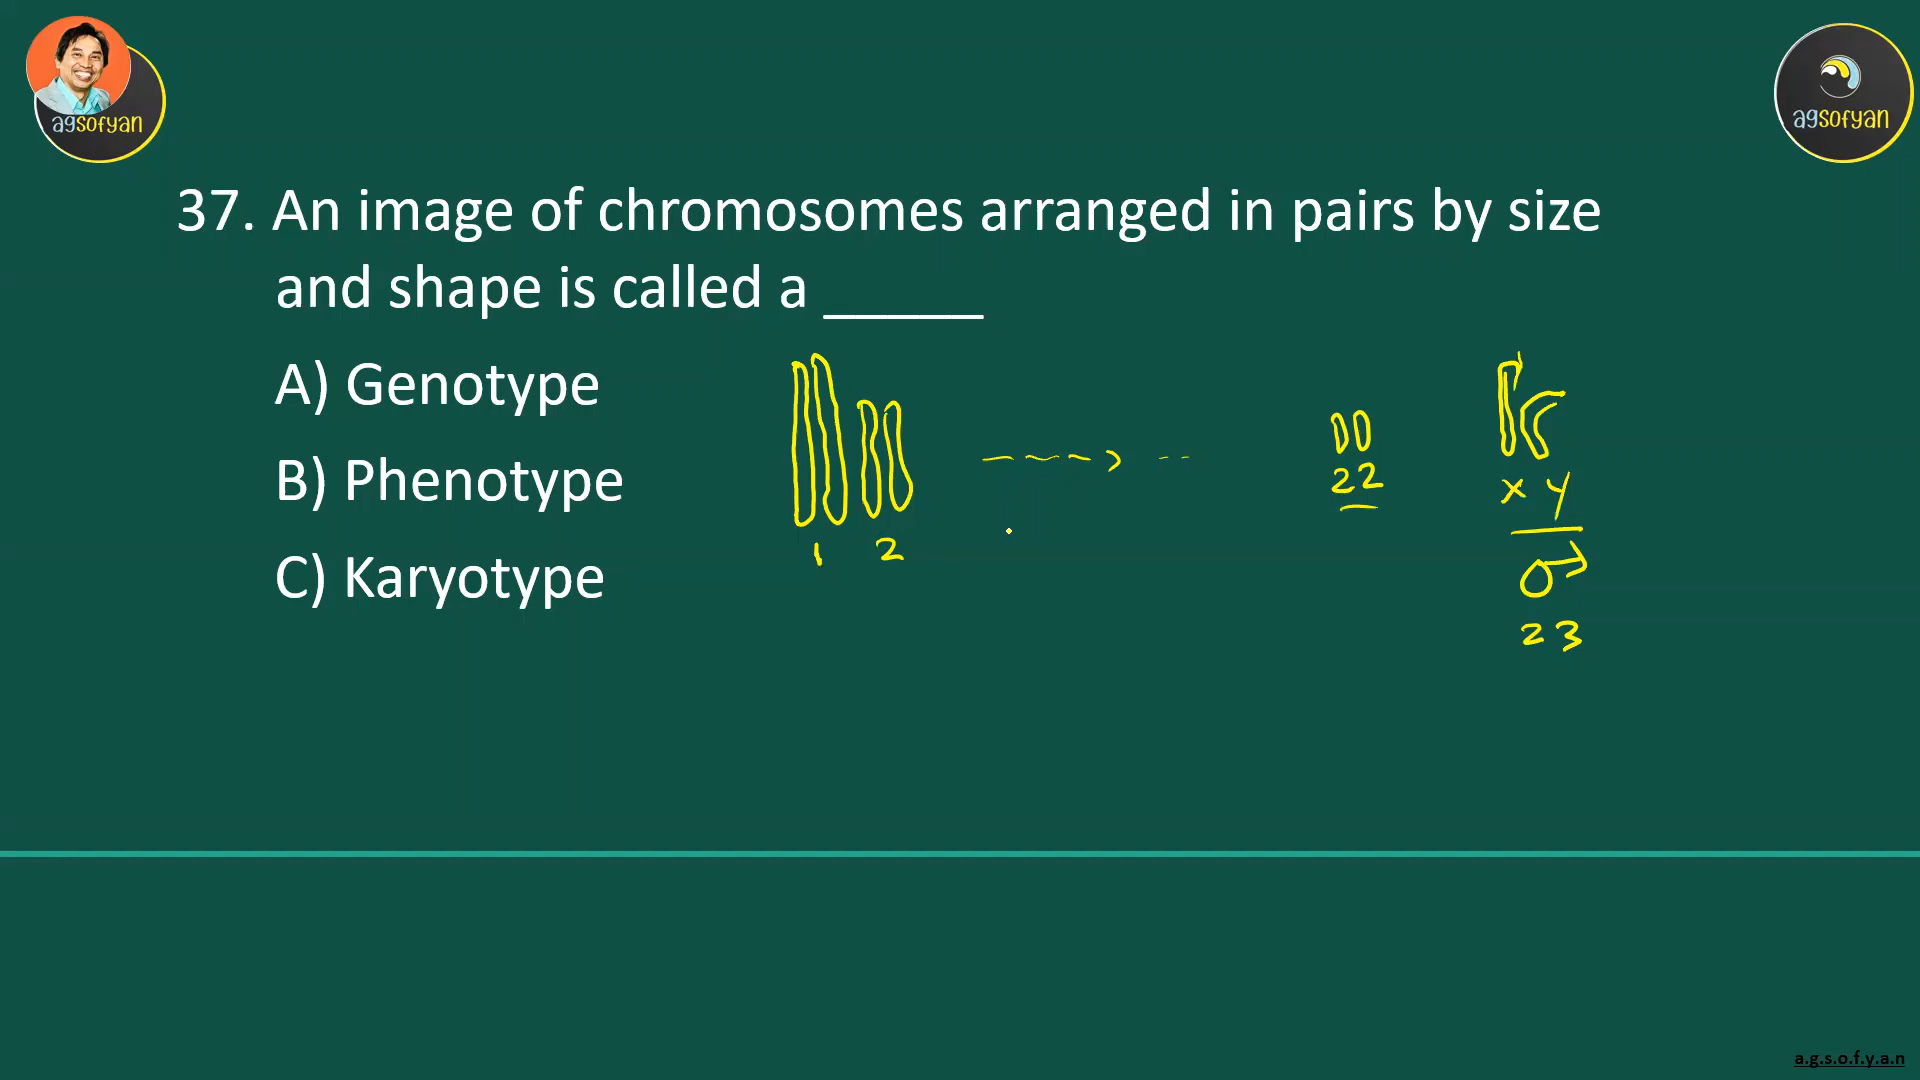 agsofyan
agsofyan
37. An image of chromosomes arranged in pairs by size
and shape is called a _____
A) Genotype
B) Phenotype
C) Karyotype
1 2
22
x y
♂
23
a.g.s.o.f.y.a.n